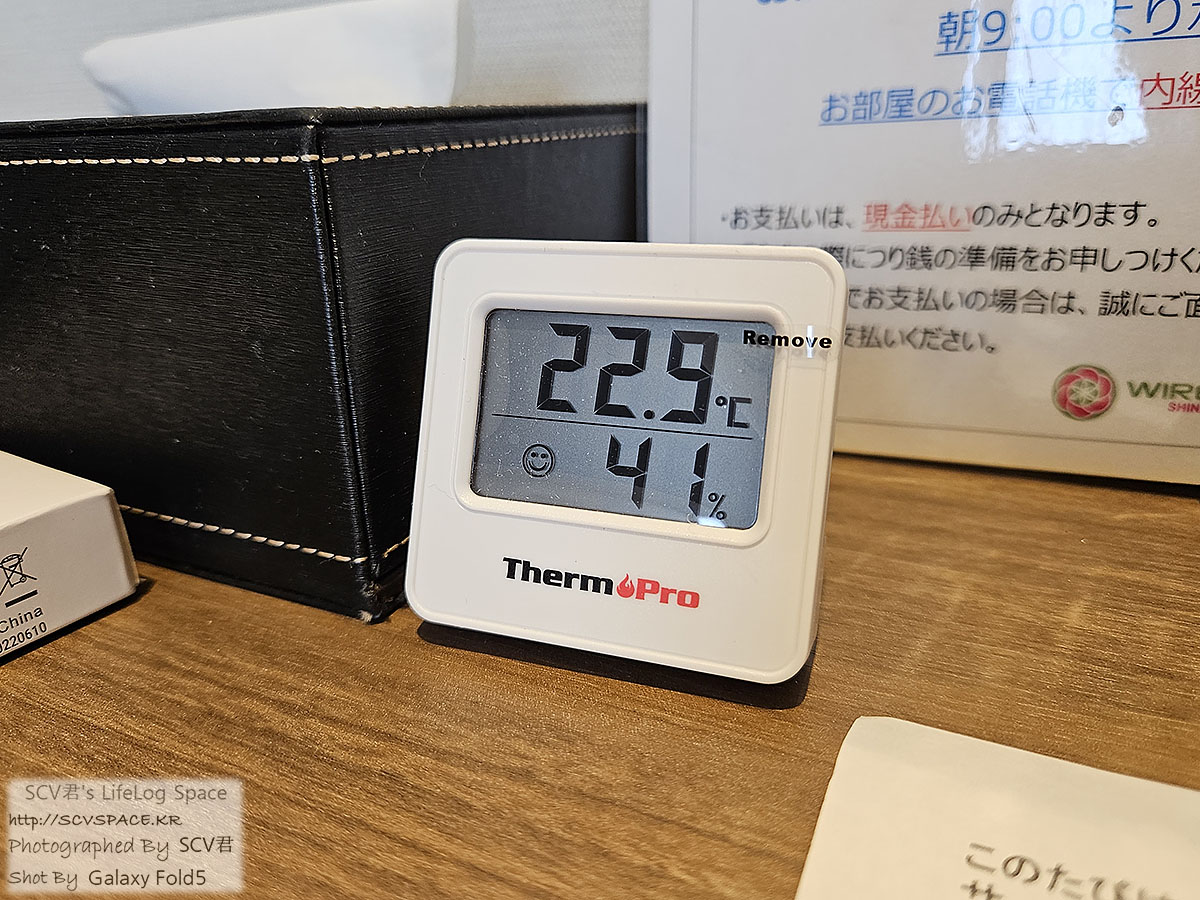 朝9:00より
お部屋のお電話機で内線
・お支払いは、現金払いのみとなります。
につり銭の準備をお申しつけく
でお支払いの場合は、誠にご面
支払いください。
SHIN
Remove
22.9℃
41%
ThermoPro
China
220610
このたびは
SCV君's LifeLog Space
http://SCVSPACE.KR
Photographed By SCV君
Shot By Galaxy Fold5